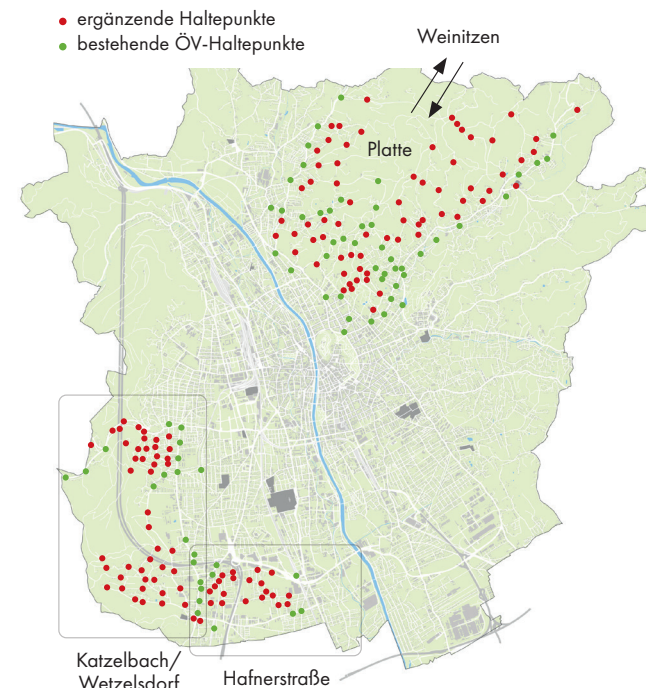 ergänzende Haltepunkte
bestehende ÖV-Haltepunkte
Weinitzen
Platte
Katzelbach/
Wetzelsdorf
Hafnerstraße